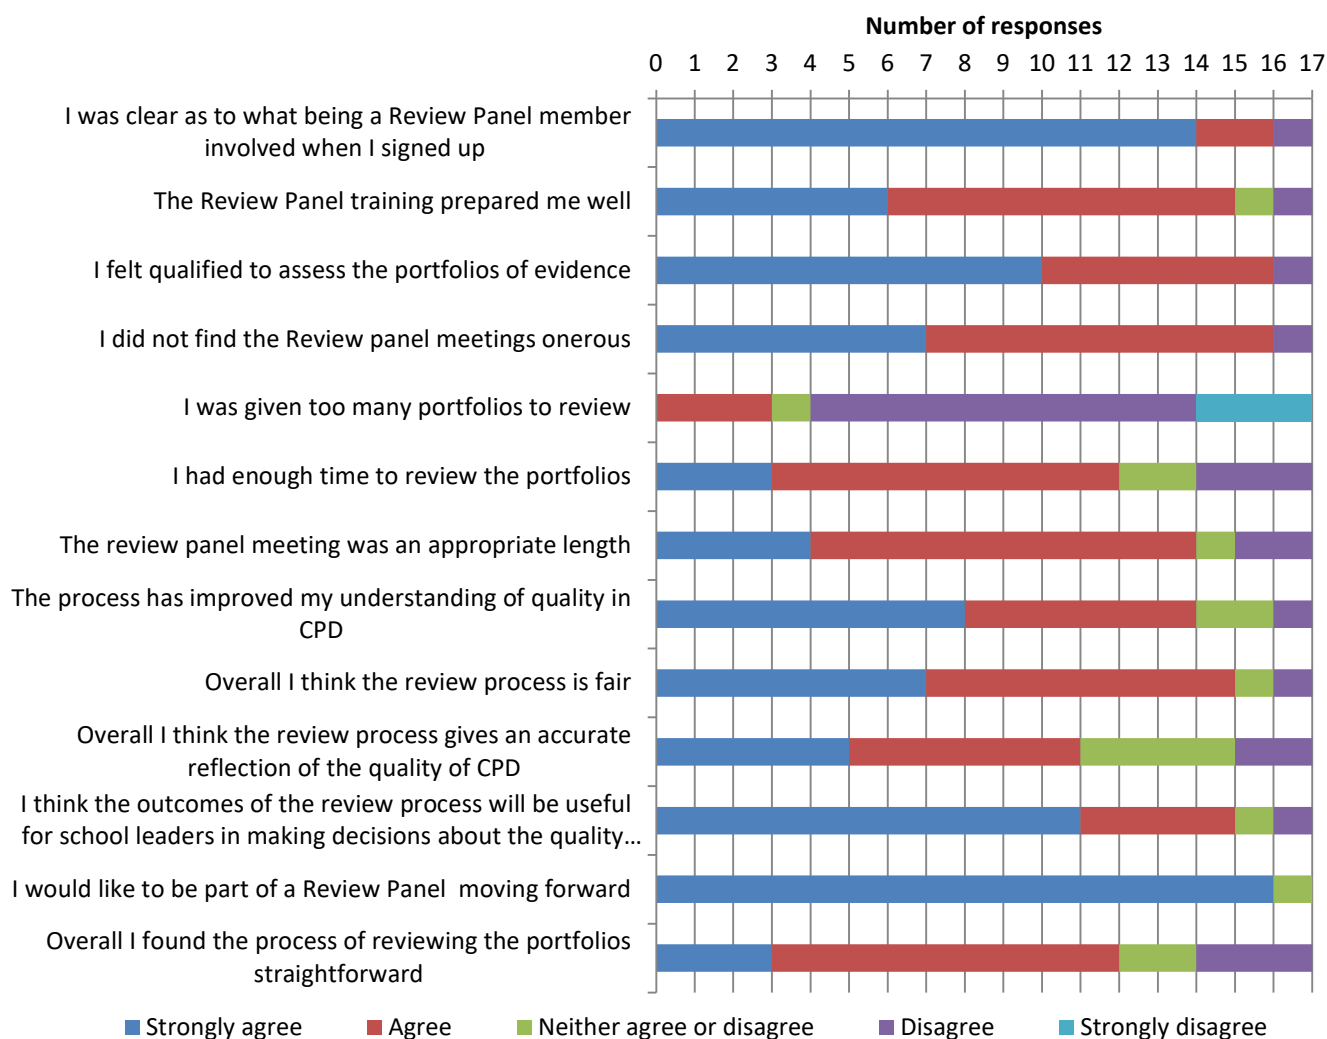 Number of responses
0 1 2 3 4 5 6 7 8 9 10 11 12 13 14 15 16 17
I was clear as to what being a Review Panel member
involved when I signed up
The Review Panel training prepared me well
I felt qualified to assess the portfolios of evidence
I did not find the Review panel meetings onerous
I was given too many portfolios to review
I had enough time to review the portfolios
The review panel meeting was an appropriate length
The process has improved my understanding of quality in
CPD
Overall I think the review process is fair
Overall I think the review process gives an accurate
reflection of the quality of CPD
I think the outcomes of the review process will be useful
for school leaders in making decisions about the quality...
I would like to be part of a Review Panel  moving forward
Overall I found the process of reviewing the portfolios
straightforward
Strongly agree Agree Neither agree or disagree Disagree Strongly disagree